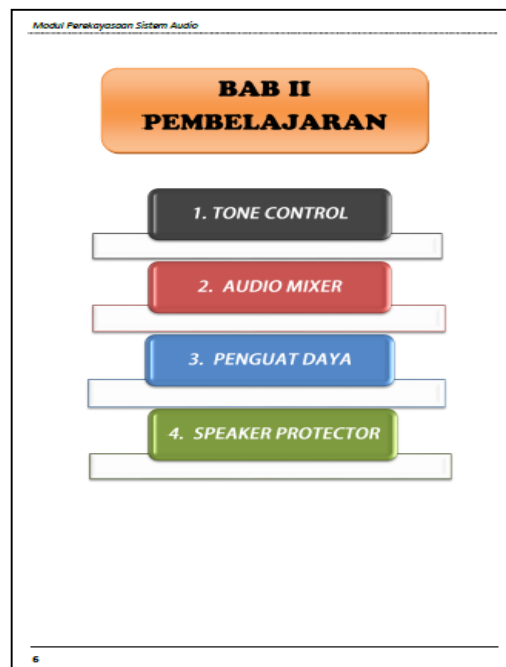 Modul Perekayasaan Sistem Audio
BAB II
PEMBELAJARAN
1. TONE CONTROL
2. AUDIO MIXER
3. PENGUAT DAYA
4. SPEAKER PROTECTOR
6